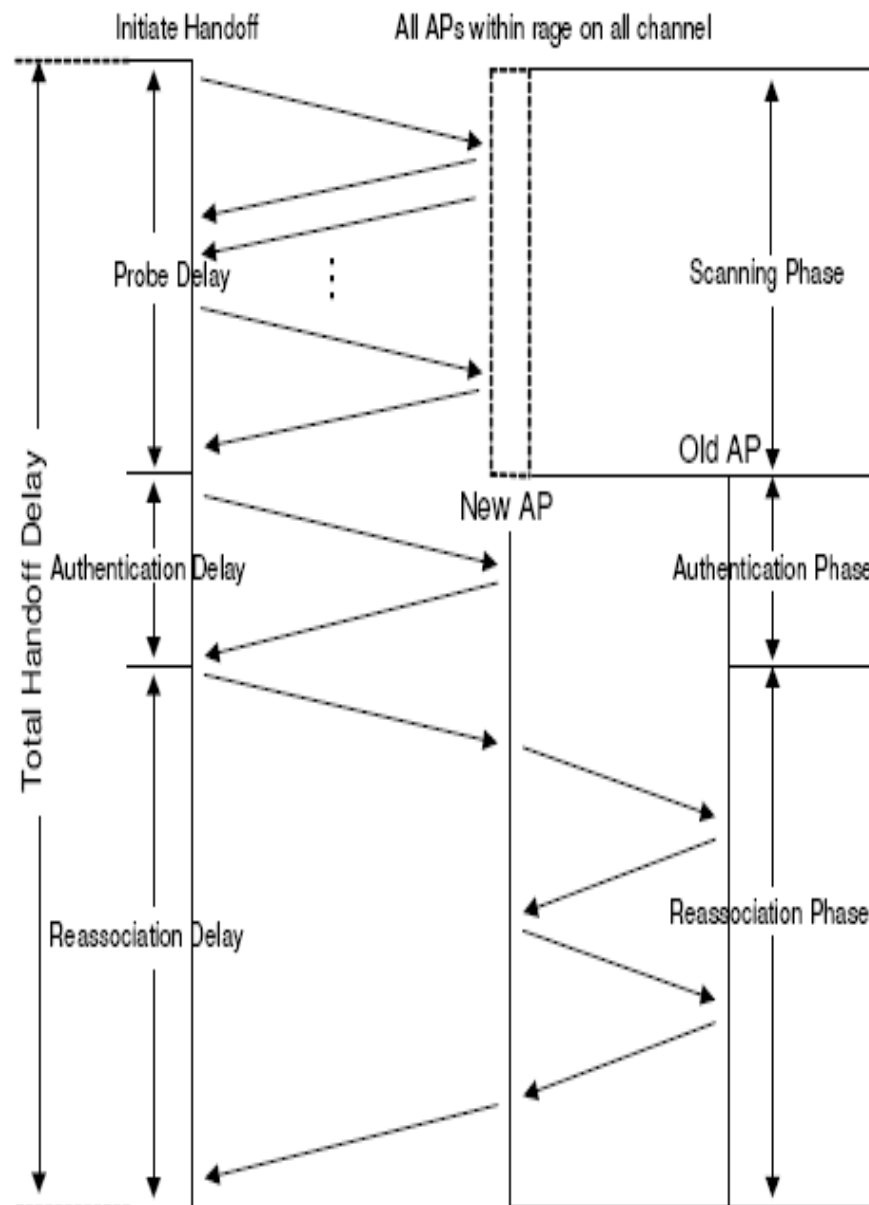 Initiate Handoff
All APs within rage on all channel
Probe Delay
Scanning Phase
Old AP
New AP
Total Handoff Delay
Authentication Delay
Authentication Phase
Reassociation Delay
Reassociation Phase